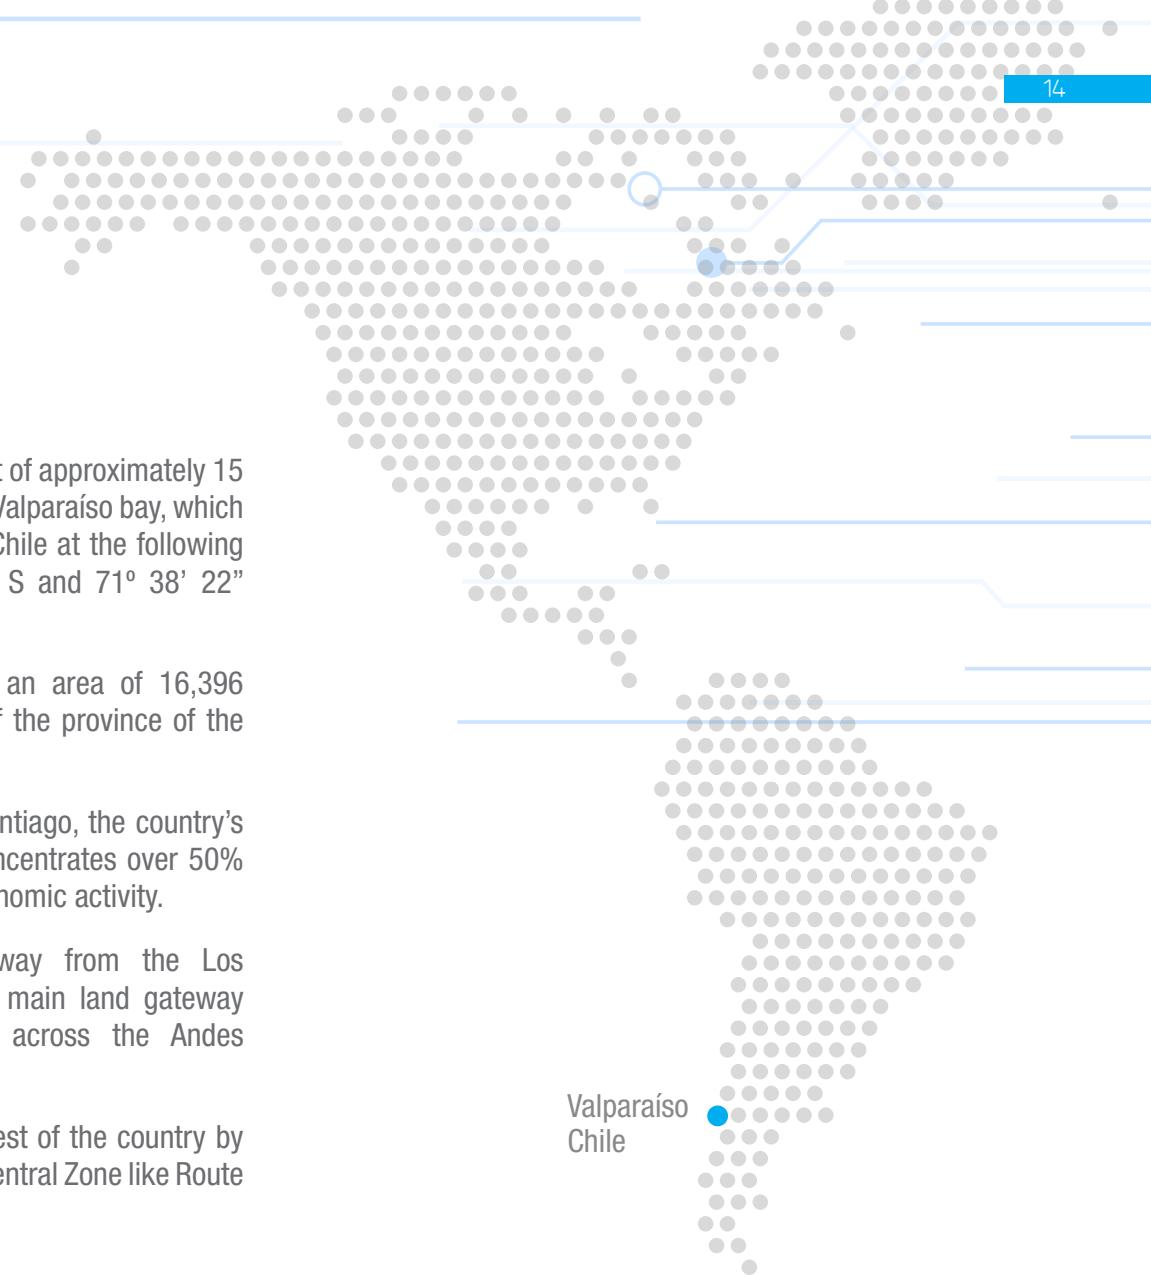 14
t of approximately 15
Valparaíso bay, which
Chile at the following
S and 71º 38’ 22”
an area of 16,396
f the province of the
ntiago, the country’s
ncentrates over 50%
nomic activity.
way from the Los
main land gateway
across the Andes
est of the country by
entral Zone like Route
Valparaíso
Chile